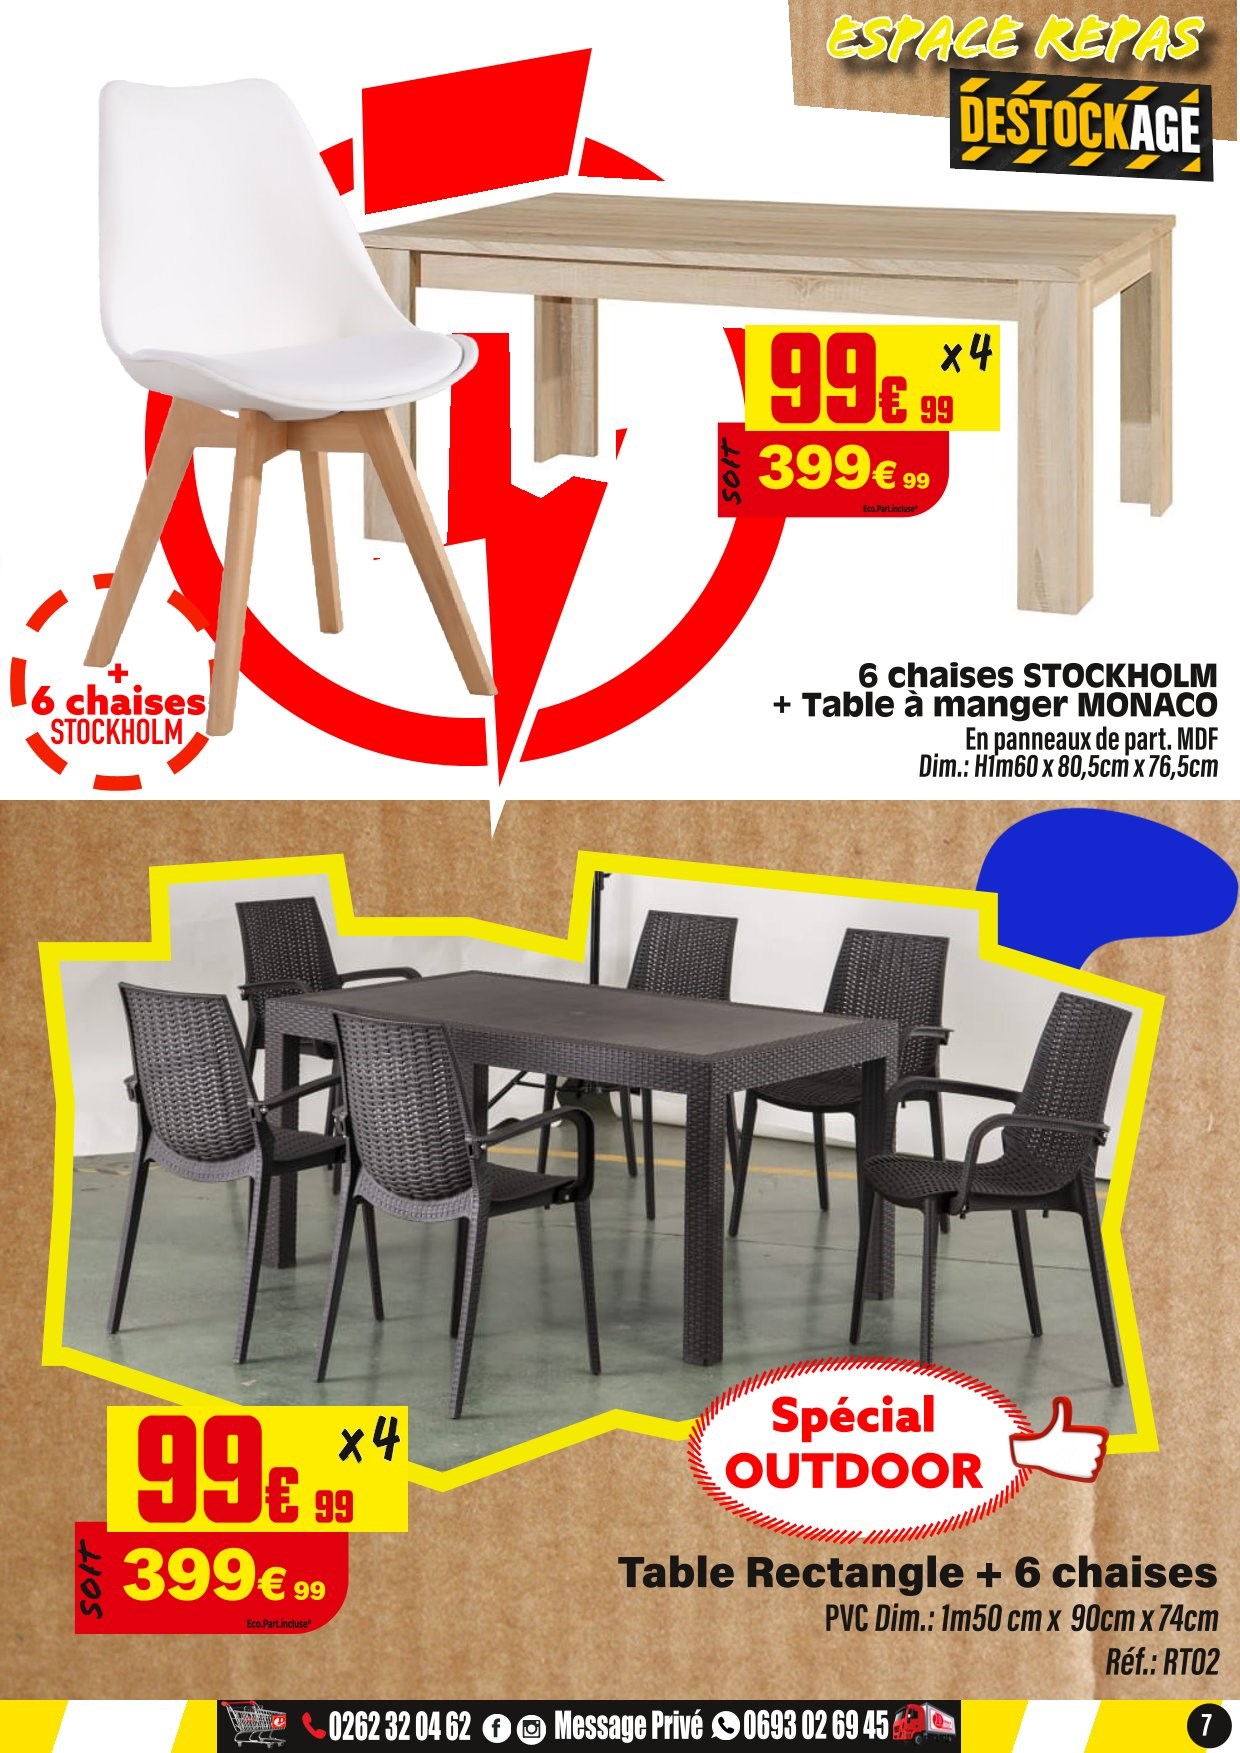 ESPACE REPAS
DESTOCKAGE
99€99 x4
SOIT
399€99
Eco.Part.incluse*
+
6 chaises
STOCKHOLM
6 chaises STOCKHOLM
+ Table à manger MONACO
En panneaux de part. MDF
Dim.: H1m60 x 80,5cm x 76,5cm
99€99 x4
SOIT
399€99
Eco.Part.incluse*
Spécial
OUTDOOR
Table Rectangle + 6 chaises
PVC Dim.: 1m50 cm x 90cm x 74cm
Réf.: RT02
0262 32 04 62 Message Privé 0693 02 69 45
7